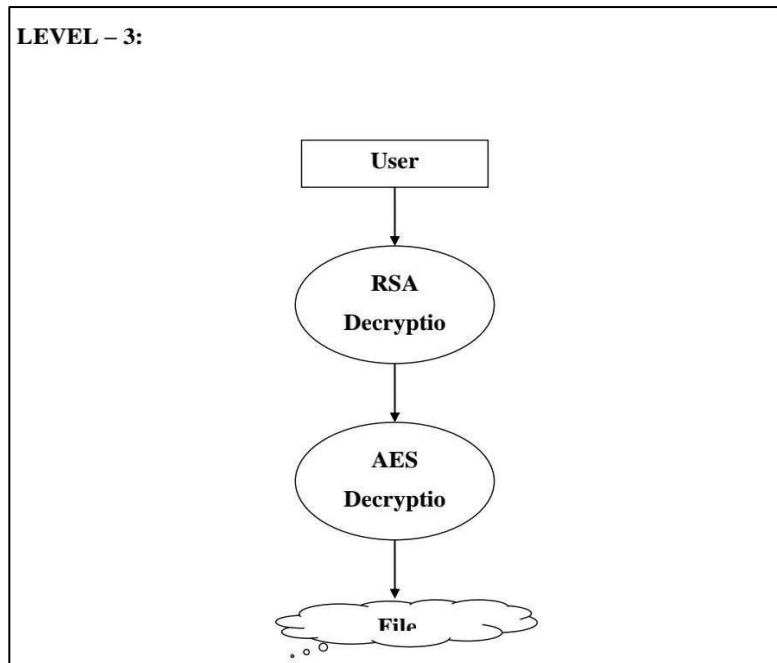 LEVEL – 3:
User
RSA
Decryptio
AES
Decryptio
File